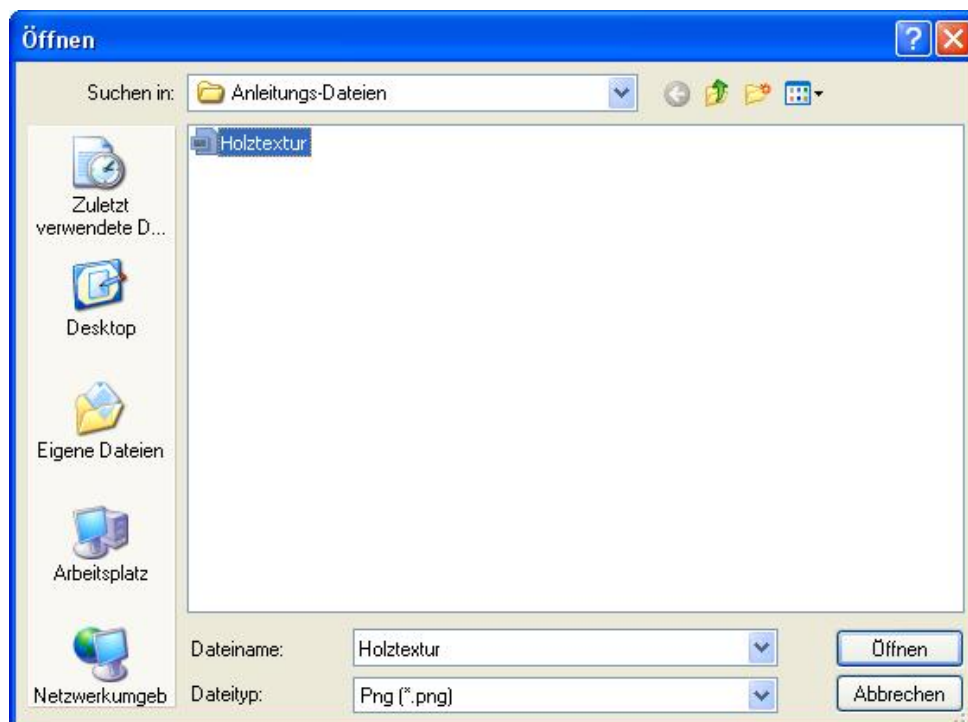 Öffnen
Suchen in:
Anleitungs-Dateien
Holztextur
Zuletzt
verwendete D...
Desktop
Eigene Dateien
Arbeitsplatz
Netzwerkumgeb
Dateiname:
Holztextur
Öffnen
Dateityp:
Png (*.png)
Abbrechen